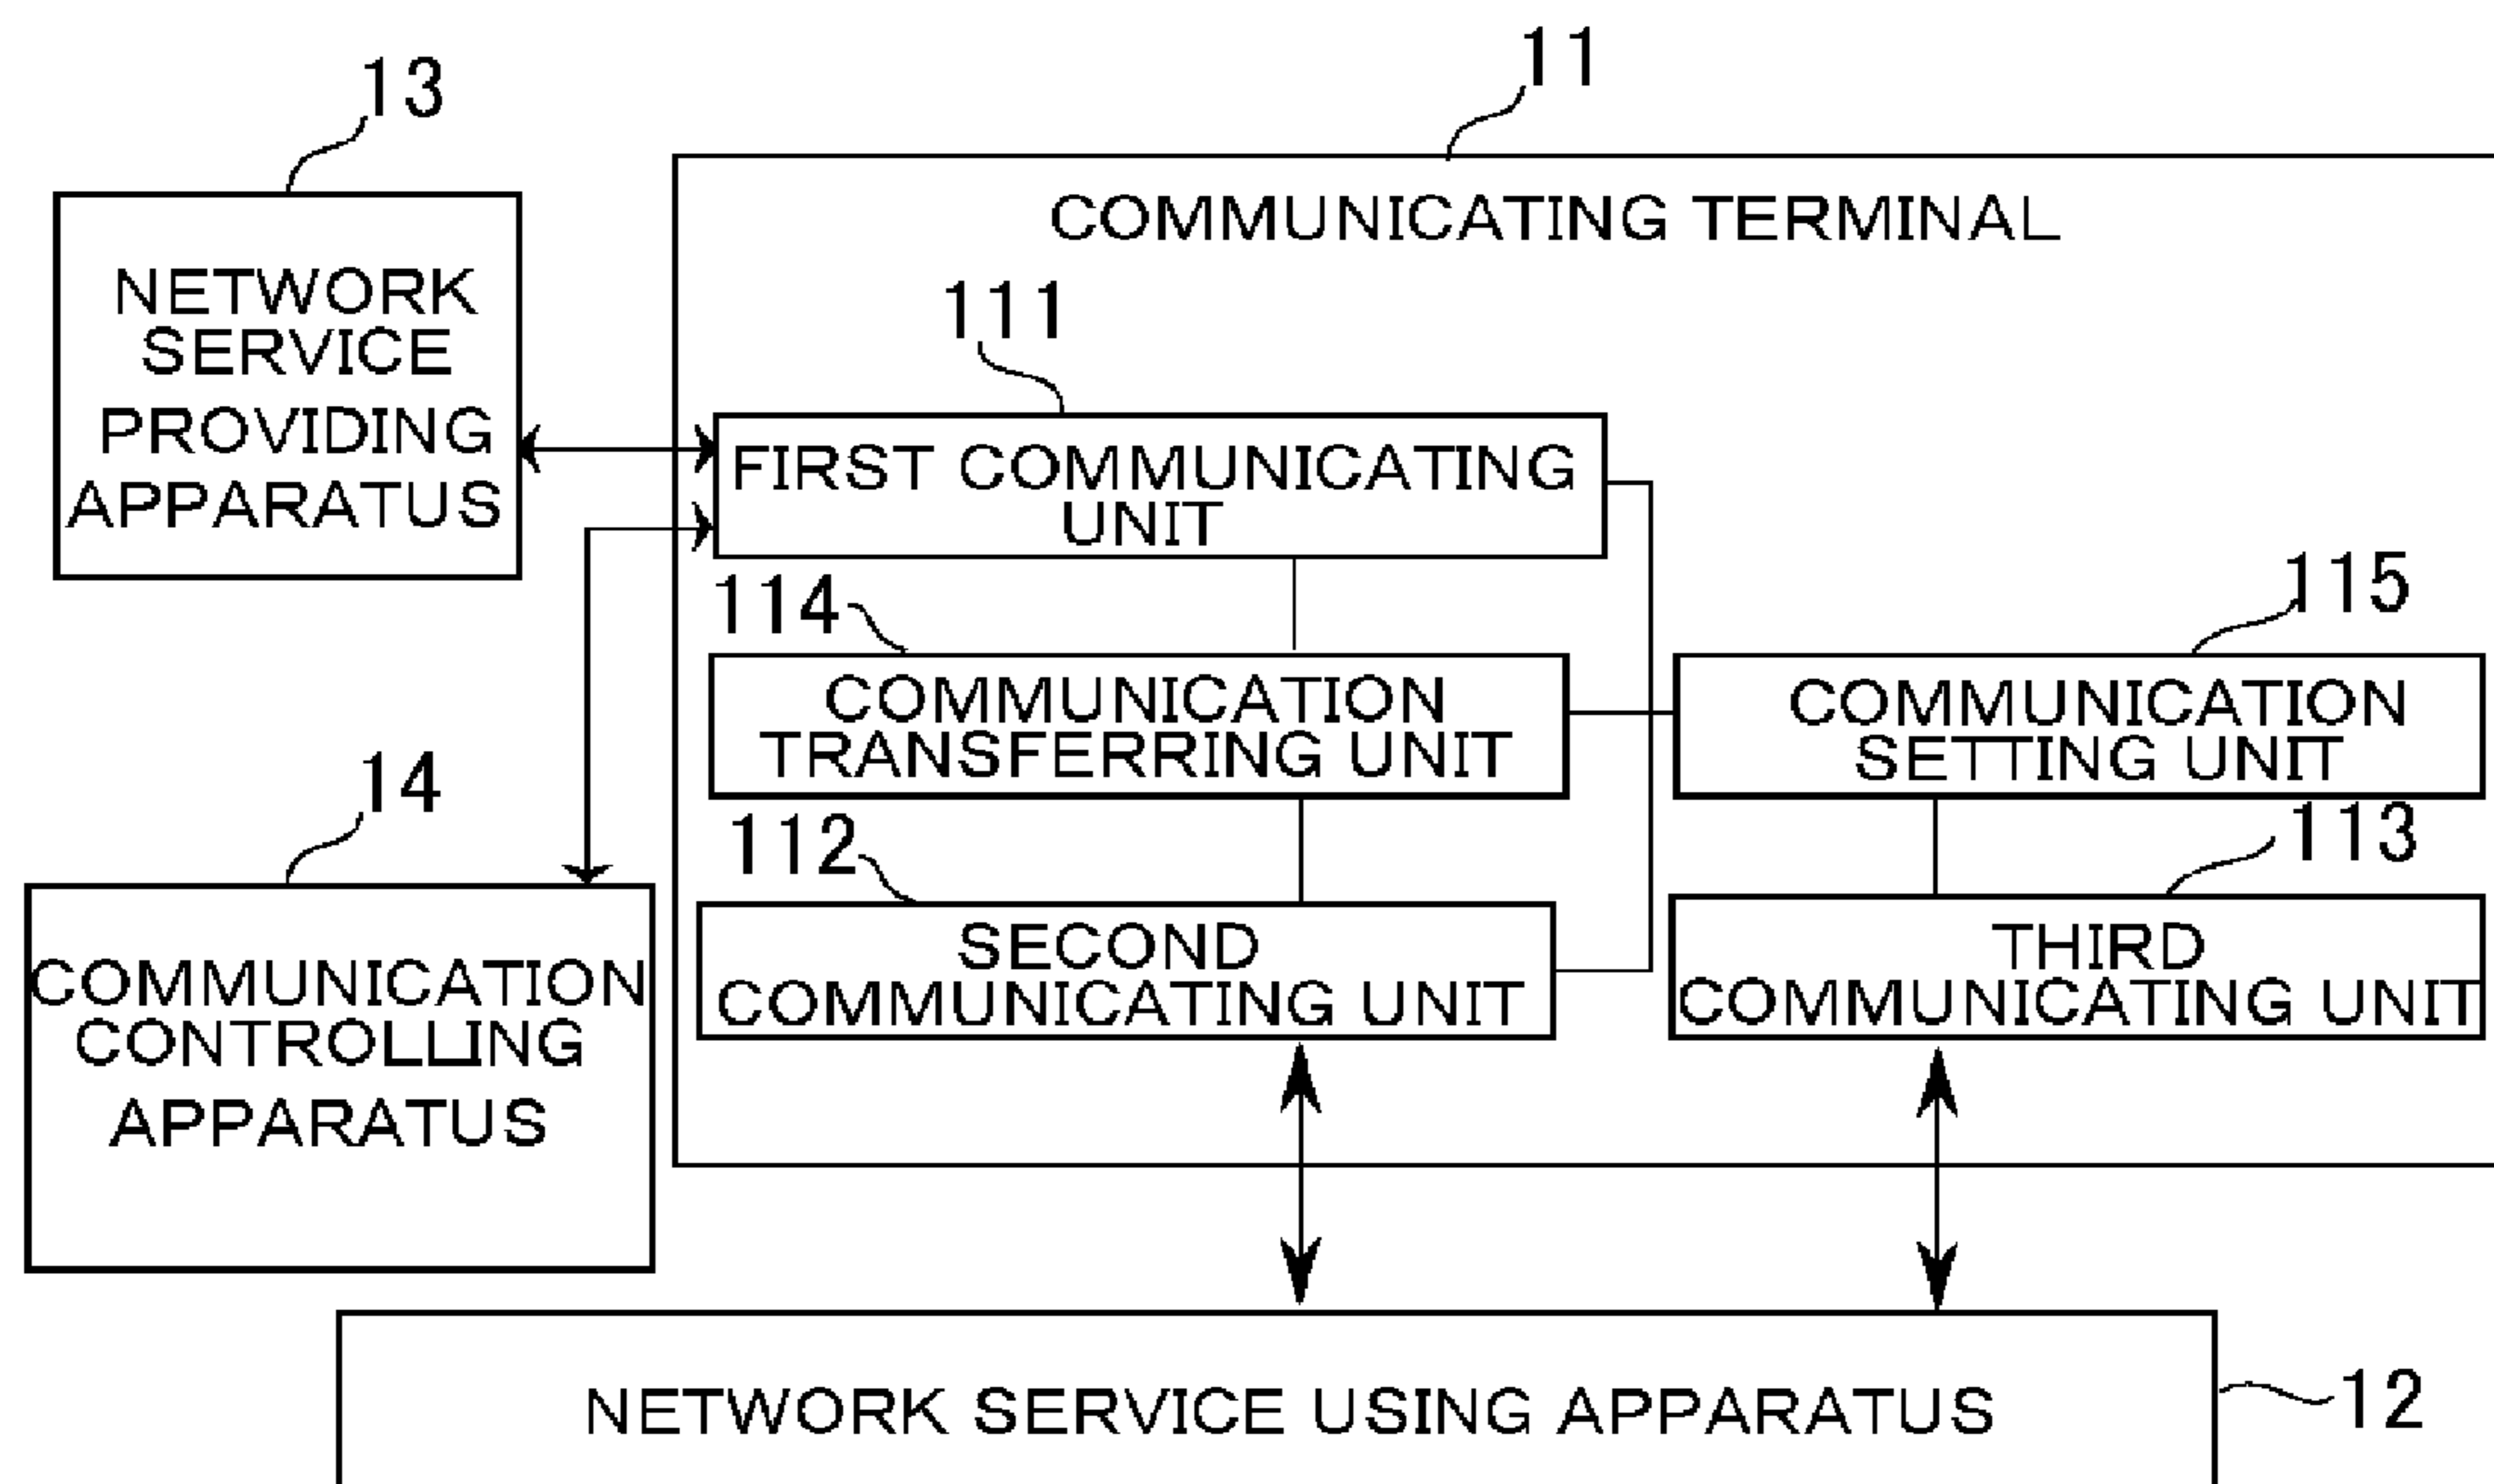 11
13
COMMUNICATING TERMINAL
NETWORK
SERVICE
PROVIDING
APPARATUS
111
FIRST COMMUNICATING
UNIT
114
115
COMMUNICATION
TRANSFERRING UNIT
COMMUNICATION
SETTING UNIT
14
112
113
SECOND
COMMUNICATING UNIT
THIRD
COMMUNICATING UNIT
COMMUNICATION
CONTROLLING
APPARATUS
NETWORK SERVICE USING APPARATUS
12